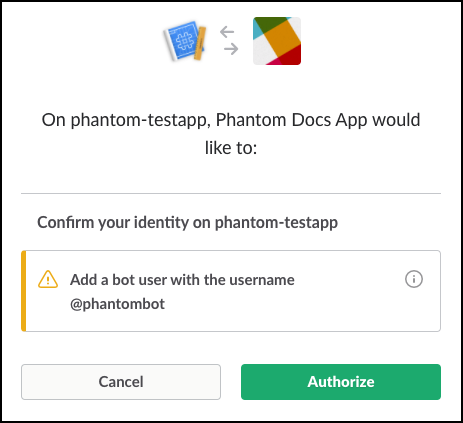 On phantom-testapp, Phantom Docs App would
like to:
Confirm your identity on phantom-testapp
Add a bot user with the username
@phantombot
Cancel
Authorize